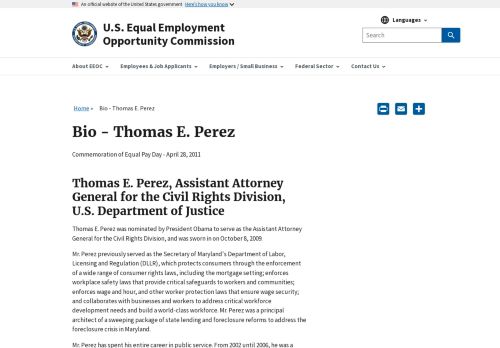 An official website of the United States government Here's how you know
Languages
U.S. Equal Employment
Opportunity Commission
Search
About EEOC
Employees & Job Applicants
Employers / Small Business
Federal Sector
Contact Us
Home » Bio - Thomas E. Perez
Bio - Thomas E. Perez
Commemoration of Equal Pay Day - April 28, 2011
Thomas E. Perez, Assistant Attorney
General for the Civil Rights Division,
U.S. Department of Justice
Thomas E. Perez was nominated by President Obama to serve as the Assistant Attorney
General for the Civil Rights Division, and was sworn in on October 8, 2009.
Mr. Perez previously served as the Secretary of Maryland's Department of Labor,
Licensing and Regulation (DLLR), which protects consumers through the enforcement
of a wide range of consumer rights laws, including the mortgage setting; enforces
workplace safety laws that provide critical safeguards to workers and communities;
enforces wage and hour, and other worker protection laws that ensure wage security;
and collaborates with businesses and workers to address critical workforce
development needs and build a world-class workforce. Mr. Perez was a principal
architect of a sweeping package of state lending and foreclosure reforms to address the
foreclosure crisis in Maryland.
Mr. Perez has spent his entire career in public service. From 2002 until 2006, he was a